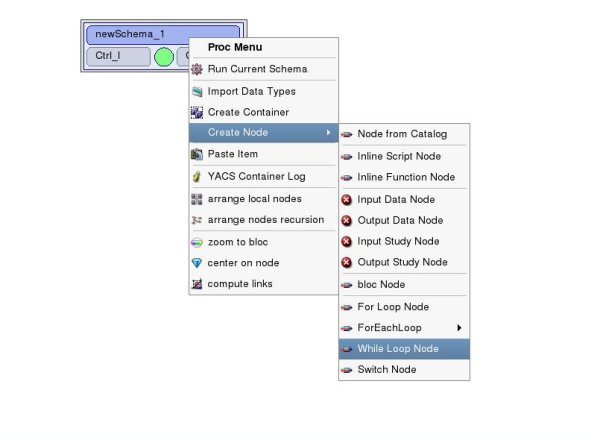 newSchema_1
Ctrl_I
Proc Menu
Run Current Schema
Import Data Types
Create Container
Create Node
Paste Item
YACS Container Log
arrange local nodes
arrange nodes recursion
zoom to bloc
center on node
compute links
Node from Catalog
Inline Script Node
Inline Function Node
Input Data Node
Output Data Node
Input Study Node
Output Study Node
bloc Node
For Loop Node
ForEachLoop
While Loop Node
Switch Node